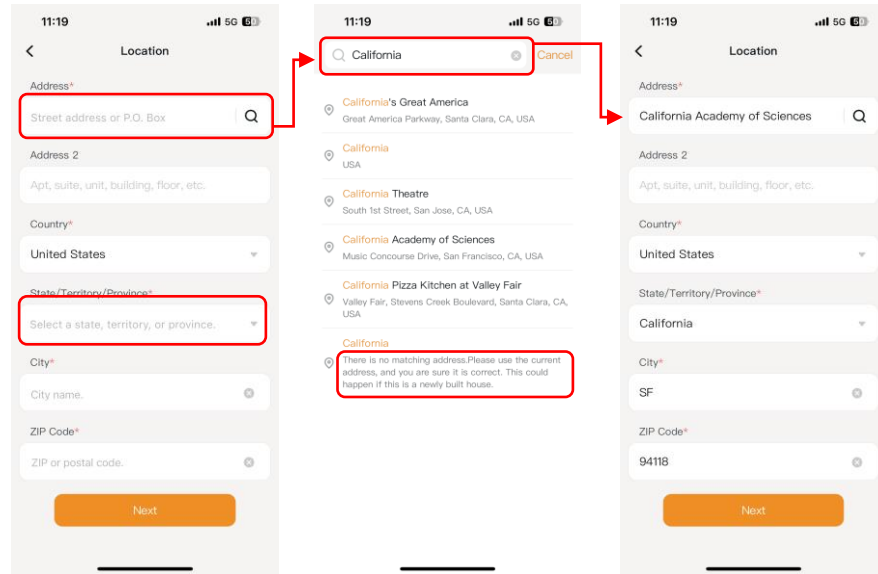 11:19
5G
Location
Address*
Street address or P.O. Box
Address 2
Apt, suite, unit, building, floor, etc.
Country*
United States
State/Territory/Province*
Select a state, territory, or province.
City*
City name.
ZIP Code*
ZIP or postal code.
Next
11:19
5G
California
Cancel
California's Great America
Great America Parkway, Santa Clara, CA, USA
California
USA
California Theatre
South 1st Street, San Jose, CA, USA
California Academy of Sciences
Music Concourse Drive, San Francisco, CA, USA
California Pizza Kitchen at Valley Fair
Valley Fair, Stevens Creek Boulevard, Santa Clara, CA,
USA
California
There is no matching address.Please use the current
address, and you are sure it is correct. This could
happen if this is a newly built house.
11:19
5G
Location
Address*
California Academy of Sciences
Address 2
Apt, suite, unit, building, floor, etc.
Country*
United States
State/Territory/Province*
California
City*
SF
ZIP Code*
94118
Next